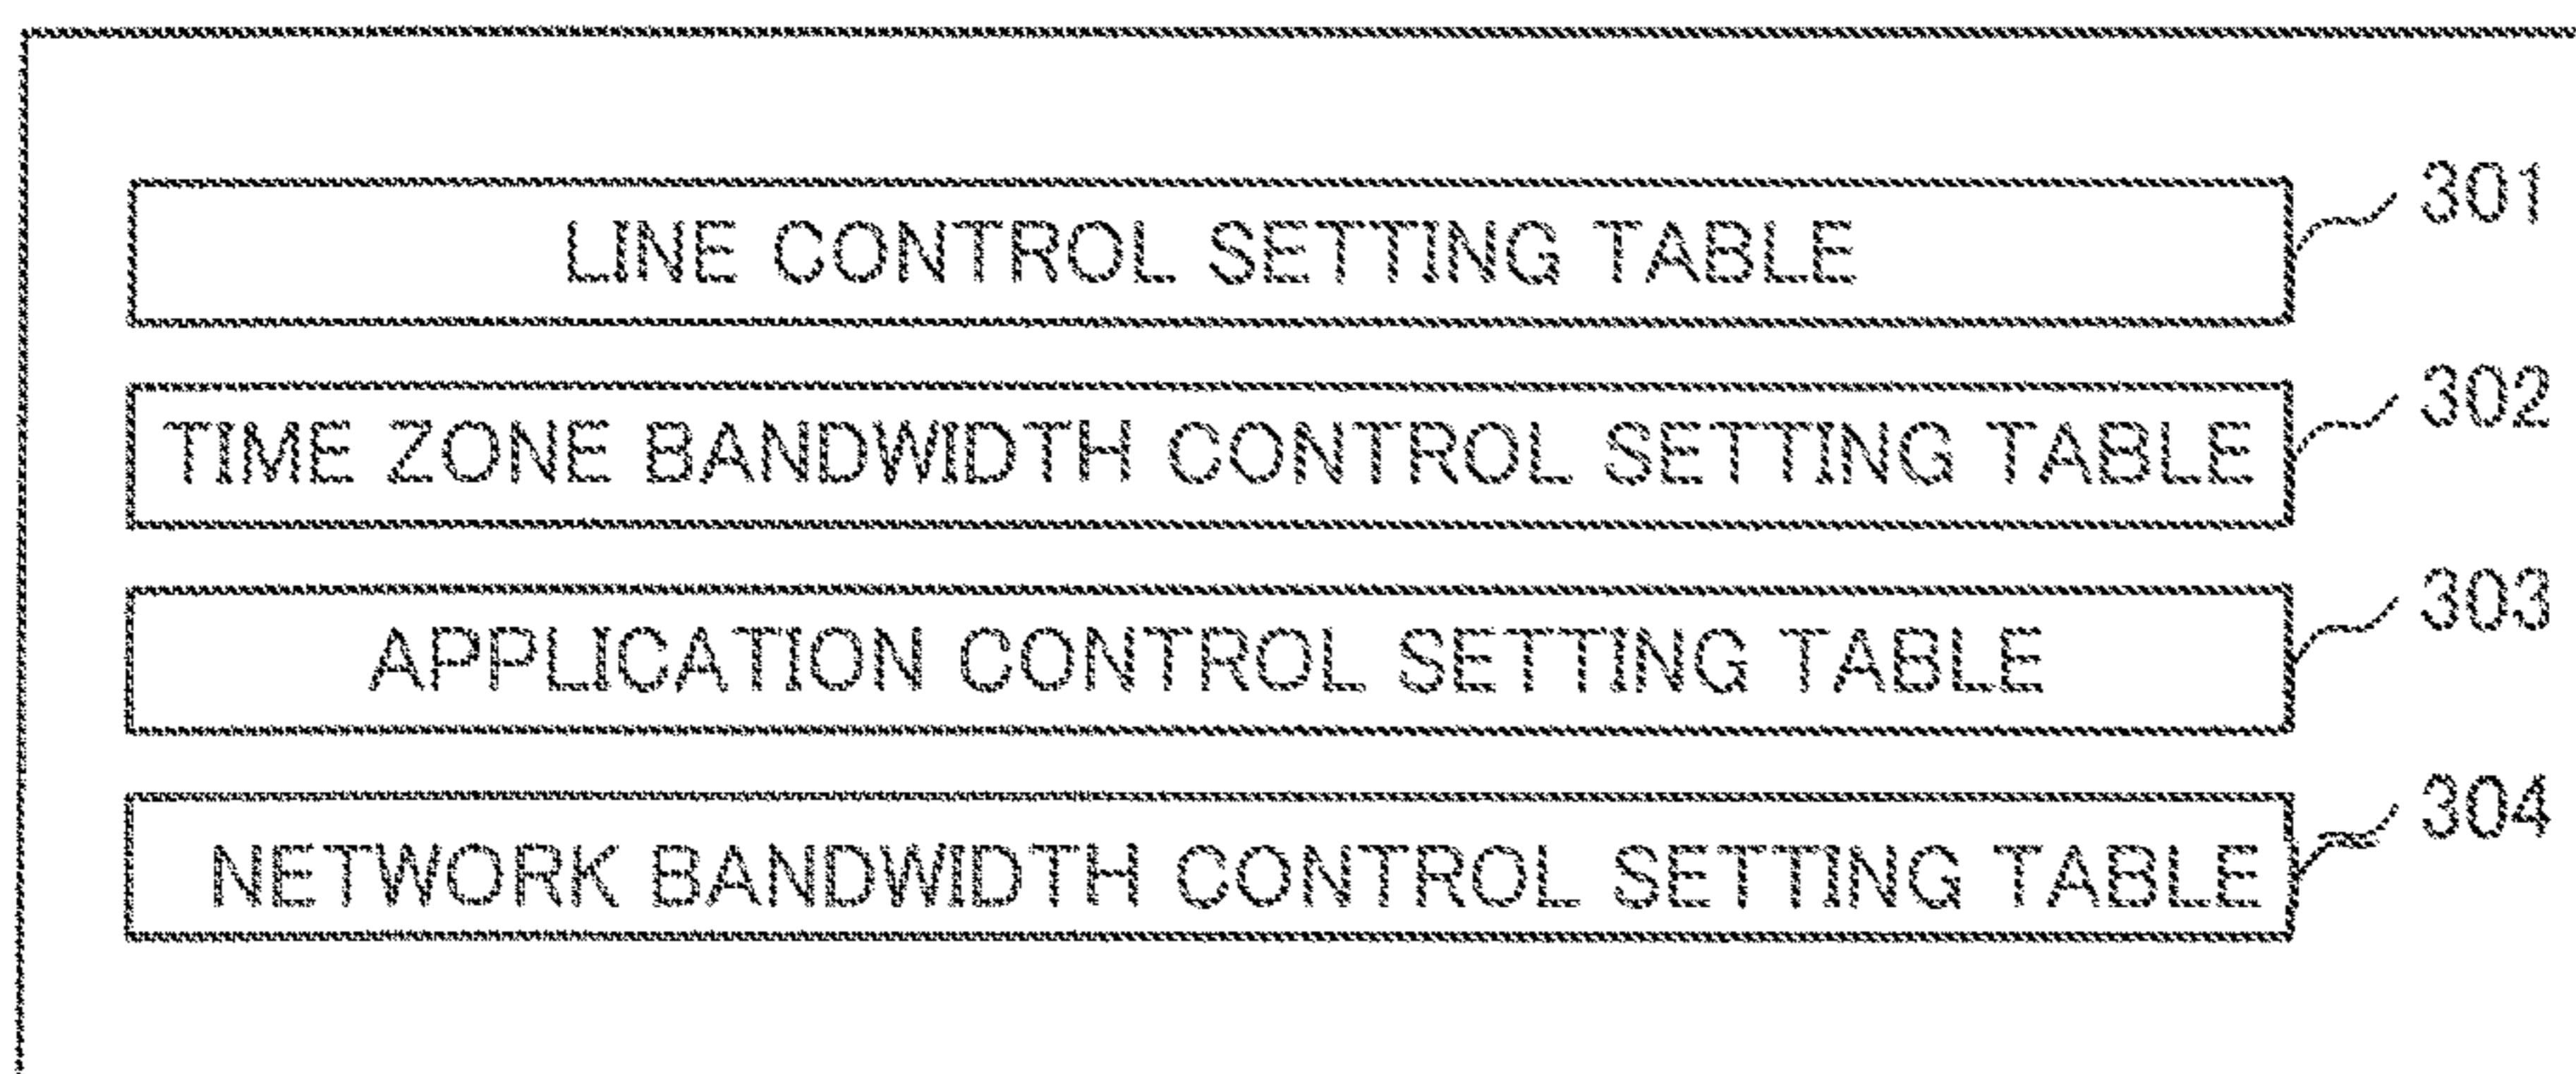 LINE CONTROL SETTING TABLE 301
TIME ZONE BANDWIDTH CONTROL SETTING TABLE 302
APPLICATION CONTROL SETTING TABLE 303
NETWORK BANDWIDTH CONTROL SETTING TABLE 304